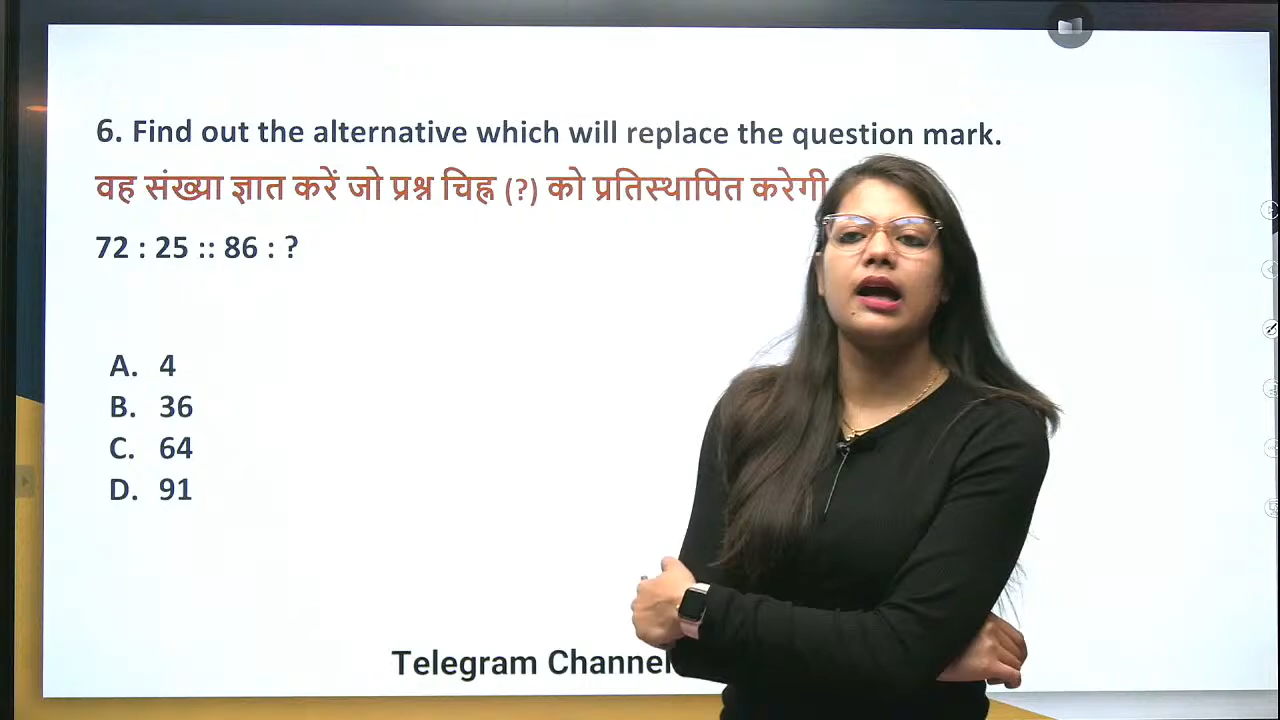 6. Find out the alternative which will replace the question mark.
वह संख्या ज्ञात करें जो प्रश्न चिह्न (?) को प्रतिस्थापित करेगी
72 : 25 :: 86 : ?
A. 4
B. 36
C. 64
D. 91
Telegram Channel